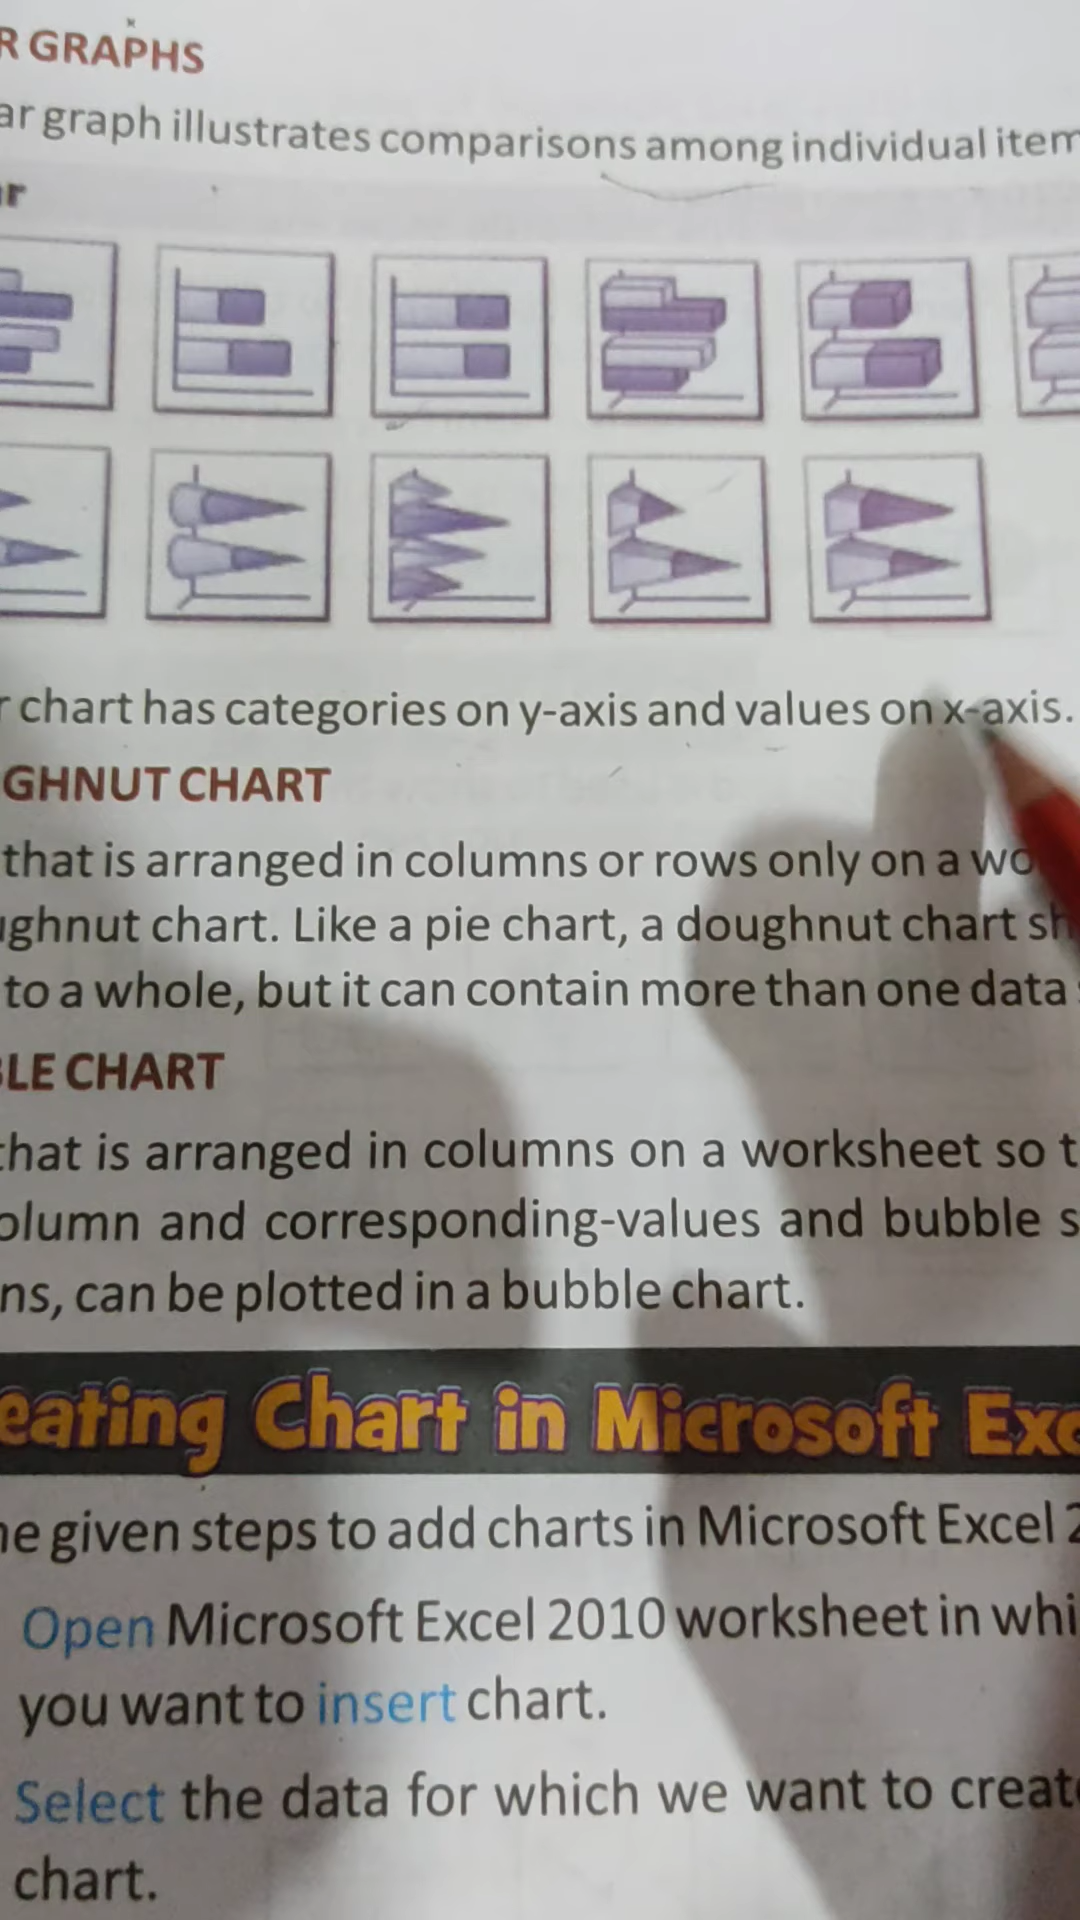 R GRAPHS
ar graph illustrates comparisons among individual item
r
chart has categories on y-axis and values on x-axis.
GHNUT CHART
that is arranged in columns or rows only on a wo
ghnut chart. Like a pie chart, a doughnut chart sh
to a whole, but it can contain more than one data
LE CHART
hat is arranged in columns on a worksheet so t
olumn and corresponding-values and bubble s
ns, can be plotted in a bubble chart.
eating Chart in Microsoft Exc
he given steps to add charts in Microsoft Excel 2
Open Microsoft Excel 2010 worksheet in whi
you want to insert chart.
Select the data for which we want to creat
chart.